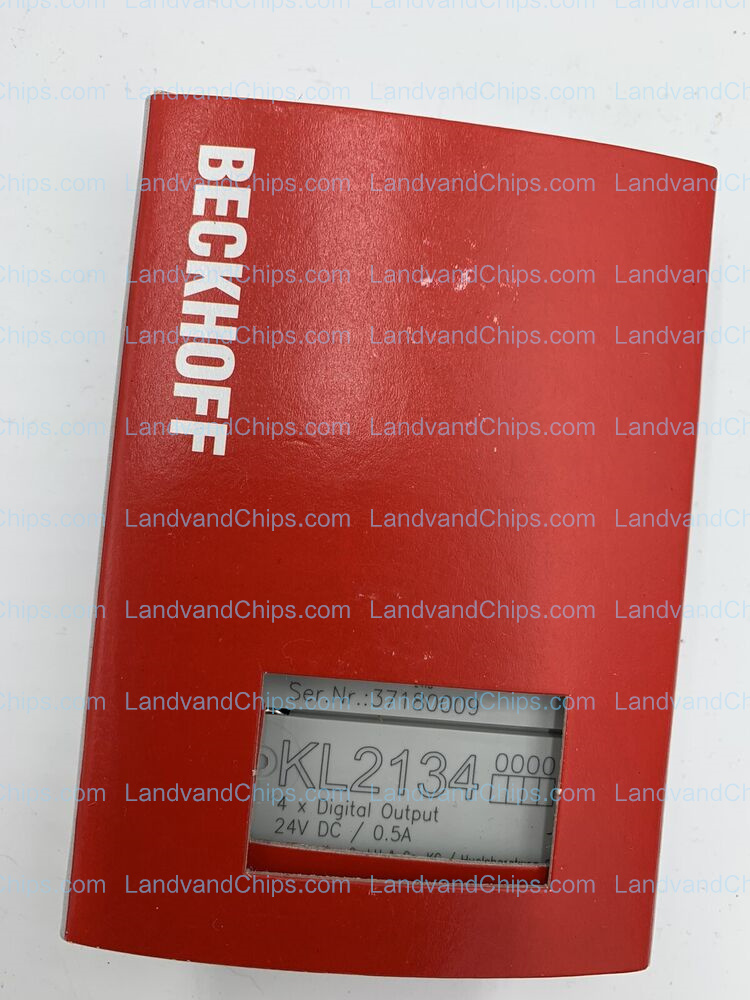 BECKHOFF
Ser.Nr.:37180009
KL2134
0000
4 x Digital Output
24V DC / 0.5A
LandvandChips.com